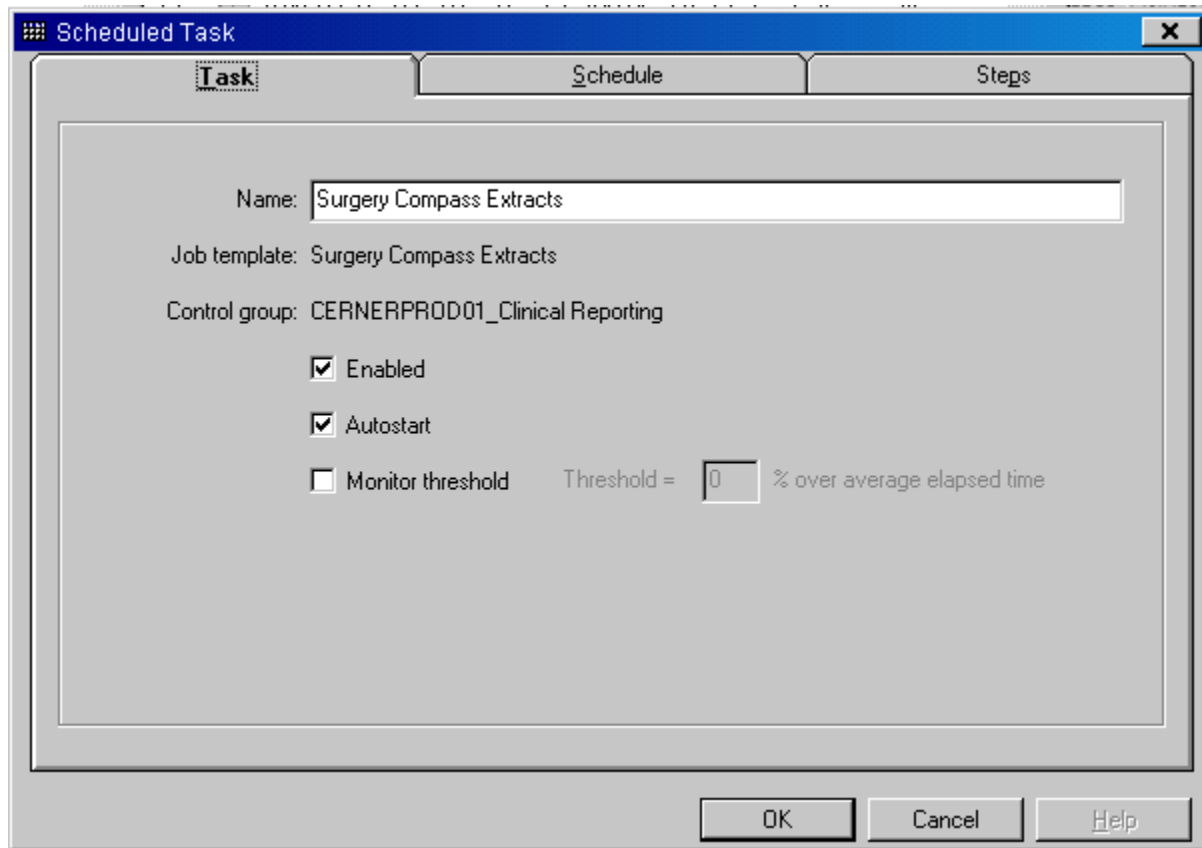 Scheduled Task
Task Schedule Steps
Name: Surgery Compass Extracts
Job template: Surgery Compass Extracts
Control group: CERNERPROD01_Clinical Reporting
Enabled
Autostart
Monitor threshold Threshold = 0 % over average elapsed time
OK Cancel Help